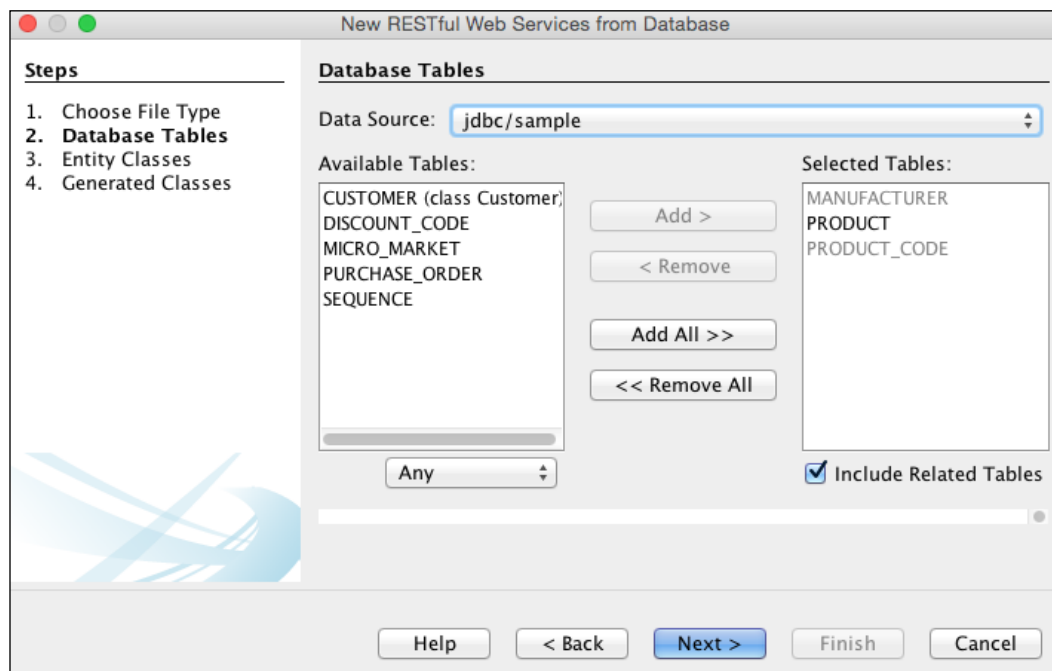 New RESTful Web Services from Database
Steps
1. Choose File Type
2. Database Tables
3. Entity Classes
4. Generated Classes
Database Tables
Data Source: jdbc/sample
Available Tables:
CUSTOMER (class Customer)
DISCOUNT_CODE
MICRO_MARKET
PURCHASE_ORDER
SEQUENCE
Any
Add >
< Remove
Add All >>
<< Remove All
Selected Tables:
MANUFACTURER
PRODUCT
PRODUCT_CODE
Include Related Tables
Help
< Back
Next >
Finish
Cancel